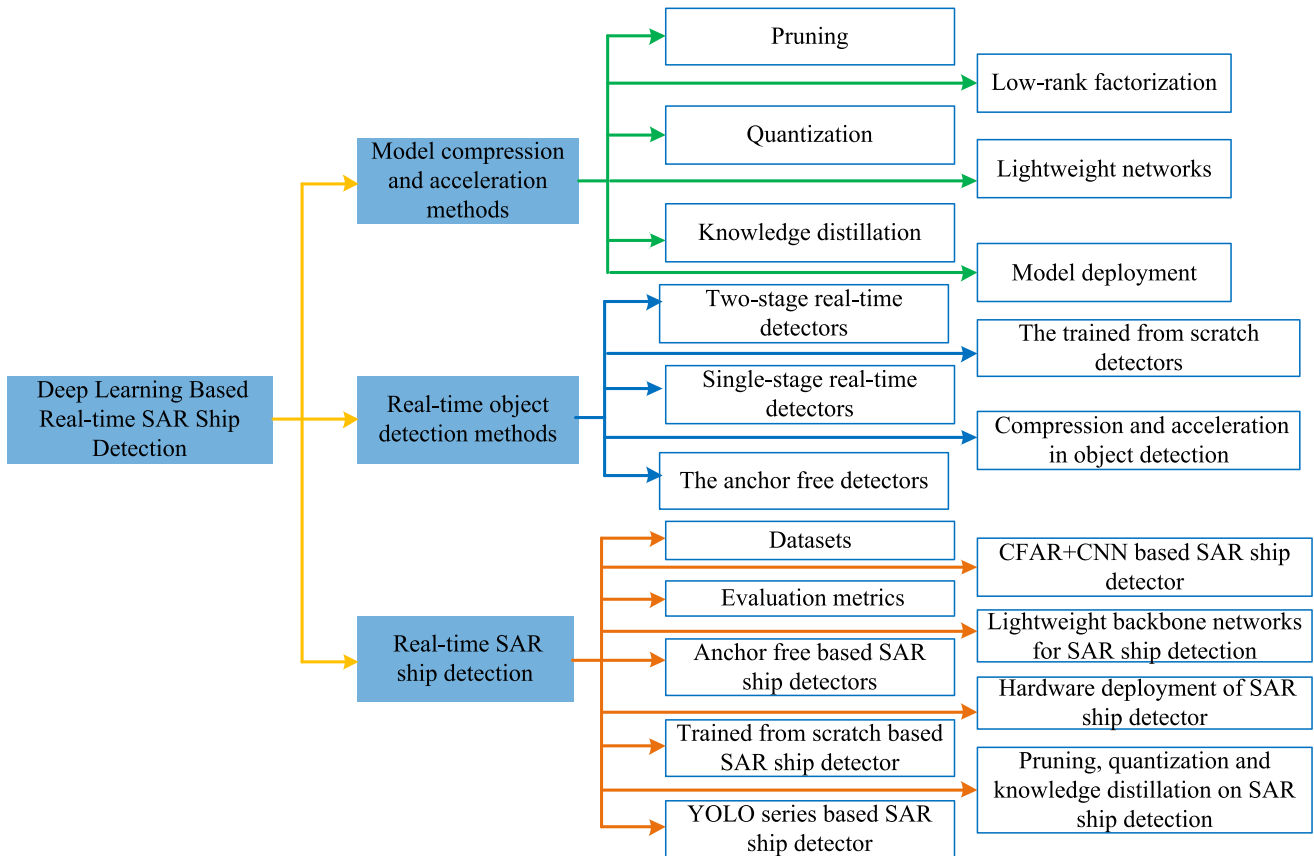 Deep Learning Based
Real-time SAR Ship
Detection
Model compression
and acceleration
methods
Pruning
Low-rank factorization
Quantization
Lightweight networks
Knowledge distillation
Model deployment
Real-time object
detection methods
Two-stage real-time
detectors
The trained from scratch
detectors
Single-stage real-time
detectors
Compression and acceleration
in object detection
The anchor free detectors
Real-time SAR
ship detection
Datasets
CFAR+CNN based SAR ship
detector
Evaluation metrics
Lightweight backbone networks
for SAR ship detection
Anchor free based SAR
ship detectors
Hardware deployment of SAR
ship detector
Trained from scratch based
SAR ship detector
Pruning, quantization and
knowledge distillation on SAR
ship detection
YOLO series based SAR
ship detector